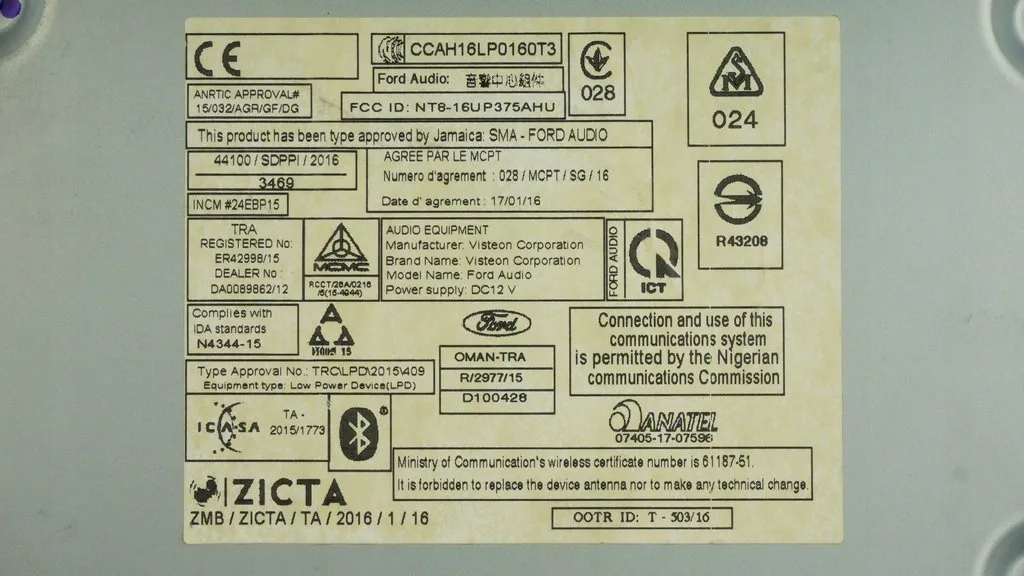 CE
CCAH16LP0160T3
Ford Audio: 音響中心組件
028
024
ANRTIC APPROVAL#
15/032/AGR/GF/DG
FCC ID: NT8-16UP375AHU
This product has been type approved by Jamaica: SMA - FORD AUDIO
44100 / SDPPI / 2016
3469
AGREE PAR LE MCPT
Numero d'agrement : 028 / MCPT / SG / 16
Date d' agrement : 17/01/16
INCM #24EBP15
R43208
TRA
REGISTERED No:
ER42998/15
DEALER No :
DA0089862/12
MCMC
RCCT/26A/0216
/S(16-4044)
AUDIO EQUIPMENT
Manufacturer: Visteon Corporation
Brand Name: Visteon Corporation
Model Name: Ford Audio
Power supply: DC12 V
FORD AUDIO
ICT
Complies with
IDA standards
N4344-15
15
Ford
OMAN-TRA
R/2977/15
D100428
Connection and use of this
communications system
is permitted by the Nigerian
communications Commission
Type Approval No.: TRC\LPD\2015\409
Equipment type: Low Power Device(LPD)
ICASA
TA -
2015/1773
®
ANATEL
07405-17-07596
Ministry of Communication's wireless certificate number is 61187-51.
It is forbidden to replace the device antenna nor to make any technical change.
ZICTA
ZMB / ZICTA / TA / 2016 / 1 / 16
OOTR ID: T - 503/16